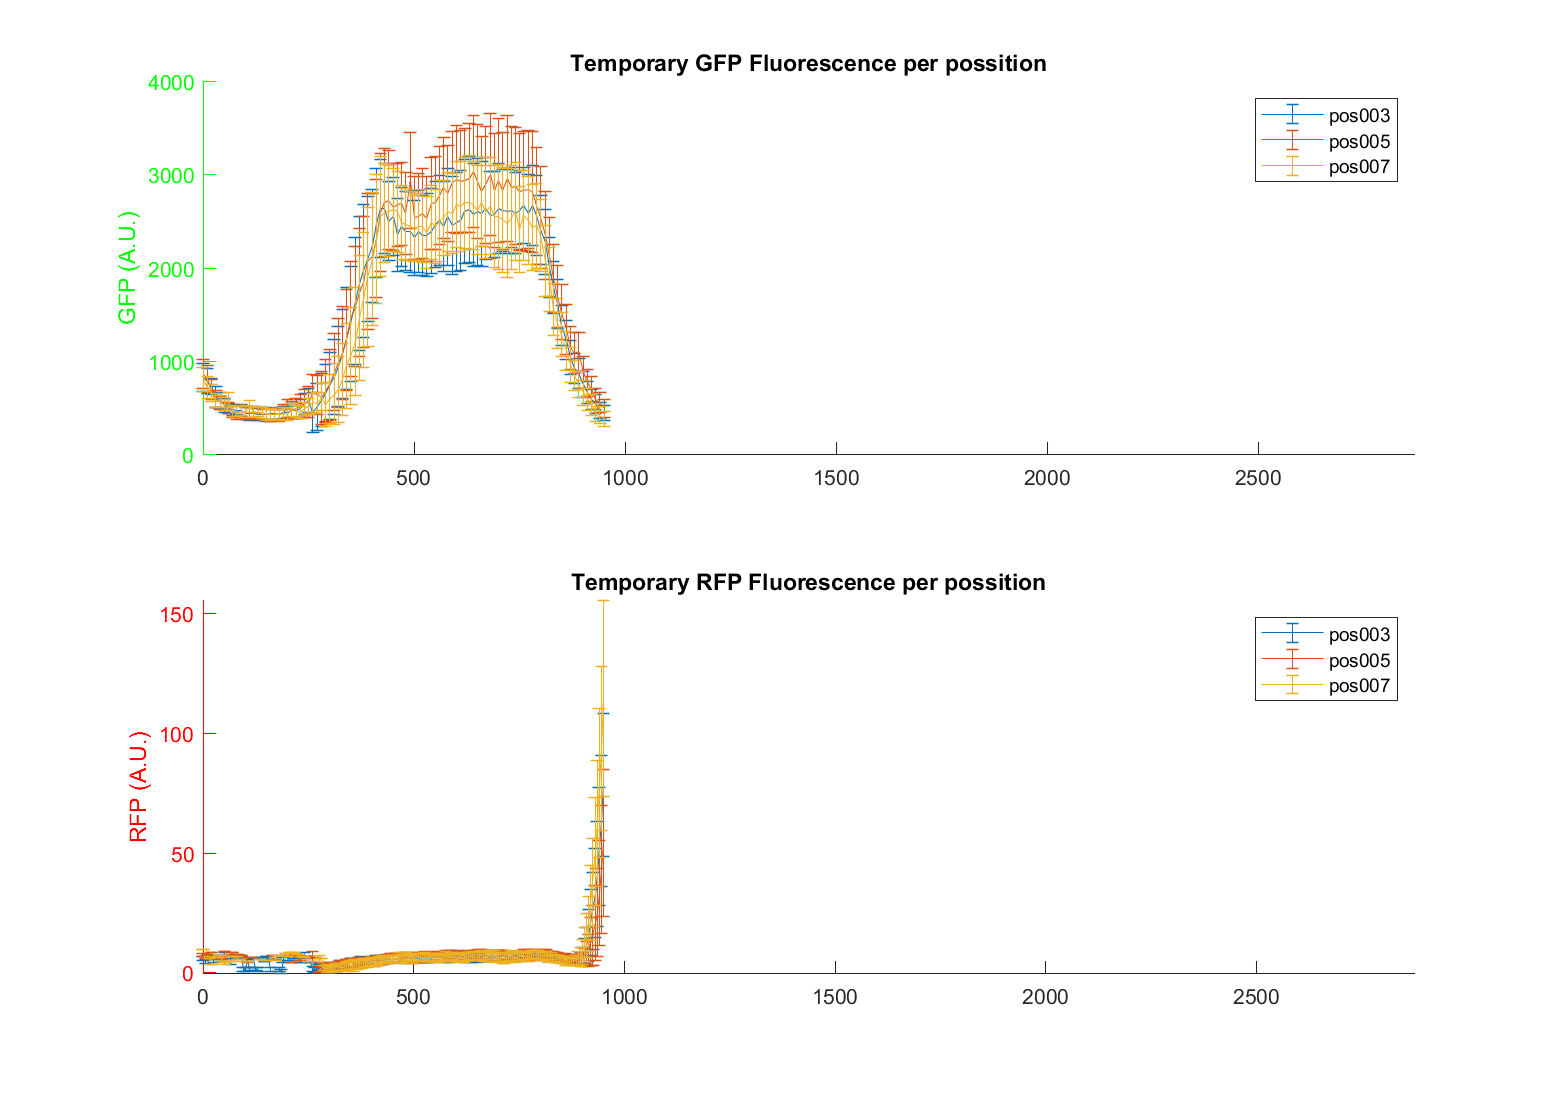 Temporary GFP Fluorescence per possition
4000
3000
2000
1000
0
GFP (A.U.)
pos003
pos005
pos007
0 500 1000 1500 2000 2500
Temporary RFP Fluorescence per possition
150
100
50
0
RFP (A.U.)
pos003
pos005
pos007
0 500 1000 1500 2000 2500